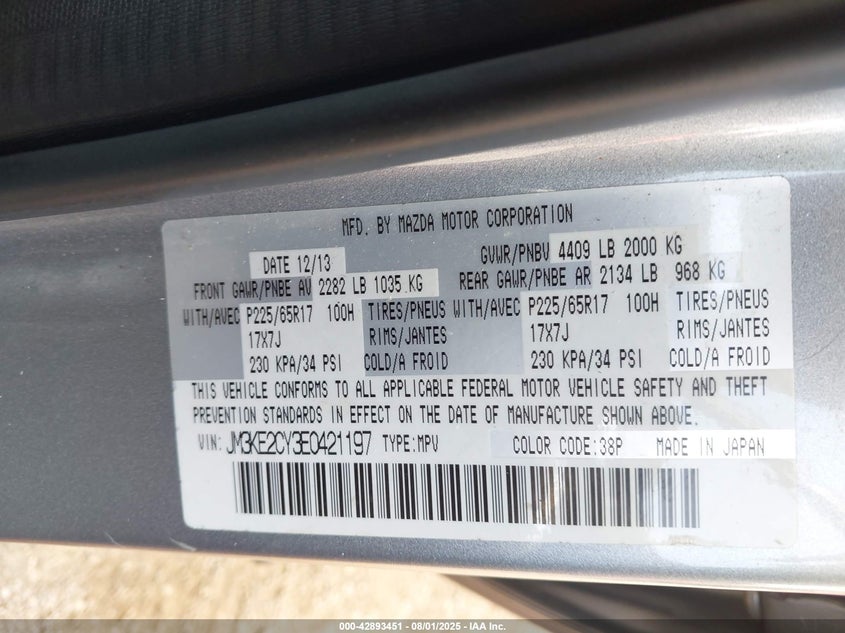 MFD. BY MAZDA MOTOR CORPORATION
DATE 12/13 GVWR/PNBV 4409 LB 2000 KG
FRONT GAWR/PNBE AV 2282 LB 1035 KG REAR GAWR/PNBE AR 2134 LB 968 KG
WITH/AVEC P225/65R17 100H TIRES/PNEUS WITH/AVEC P225/65R17 100H TIRES/PNEUS
17X7J RIMS/JANTES 17X7J RIMS/JANTES
230 KPA/34 PSI COLD/A FROID 230 KPA/34 PSI COLD/A FROID
THIS VEHICLE CONFORMS TO ALL APPLICABLE FEDERAL MOTOR VEHICLE SAFETY AND THEFT
PREVENTION STANDARDS IN EFFECT ON THE DATE OF MANUFACTURE SHOWN ABOVE.
VIN: JM3KE2CY3E0421197 TYPE:MPV COLOR CODE:38P MADE IN JAPAN
000-42893451 - 08/01/2025 - IAA Inc.